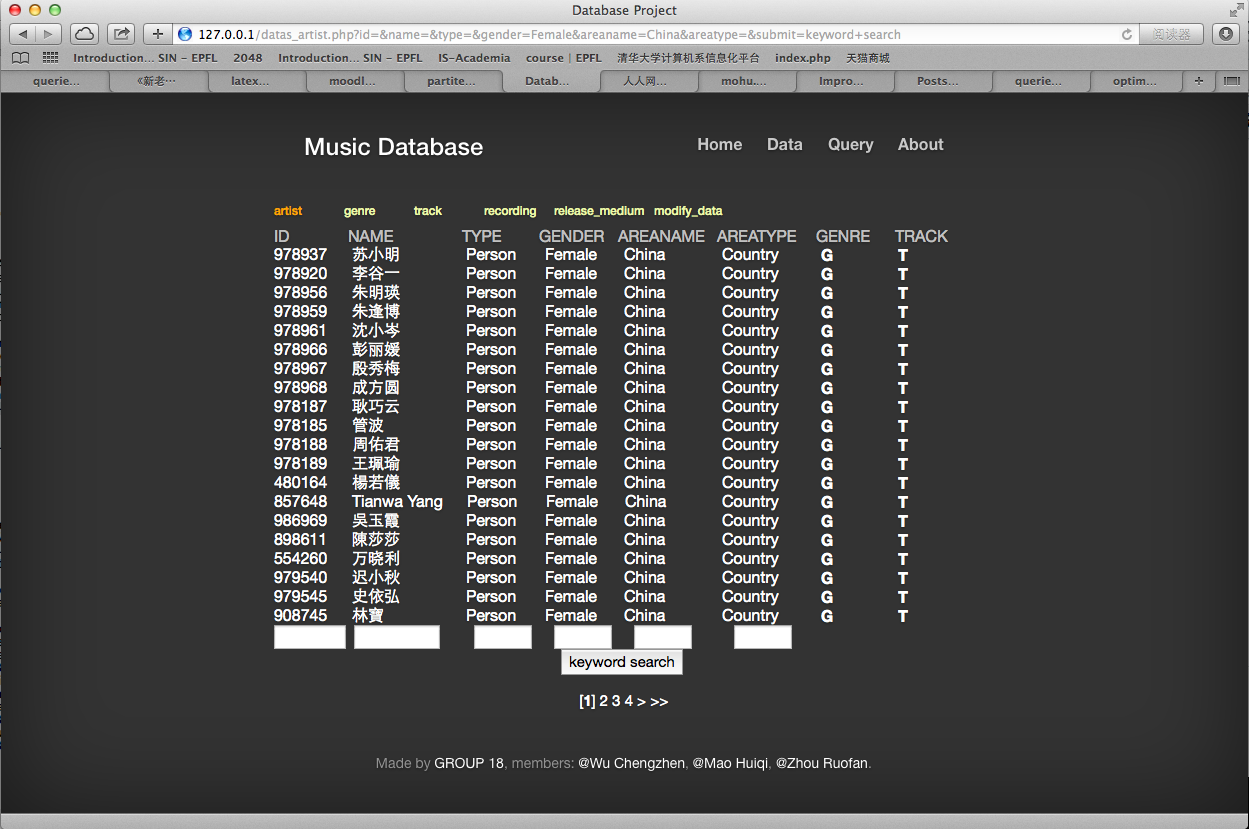 Database Project
127.0.0.1/datas_artist.php?id=&name=&type=&gender=Female&areaname=China&areatype=&submit=keyword+search
阅读器
Introduction... SIN – EPFL 2048 Introduction... SIN – EPFL IS-Academia course | EPFL 清华大学计算机系信息化平台 index.php 天猫商城
querie... 《新老… latex... moodl... partite... Datab... 人人网... mohu.... Impro... Posts... querie... optim...
Music Database Home Data Query About
artist genre track recording release_medium modify_data
ID NAME TYPE GENDER AREANAME AREATYPE GENRE TRACK
978937 苏小明 Person Female China Country G T
978920 李谷一 Person Female China Country G T
978956 朱明瑛 Person Female China Country G T
978959 朱逢博 Person Female China Country G T
978961 沈小岑 Person Female China Country G T
978966 彭丽媛 Person Female China Country G T
978967 殷秀梅 Person Female China Country G T
978968 成方圆 Person Female China Country G T
978187 耿巧云 Person Female China Country G T
978185 管波 Person Female China Country G T
978188 周佑君 Person Female China Country G T
978189 王珮瑜 Person Female China Country G T
480164 楊若儀 Person Female China Country G T
857648 Tianwa Yang Person Female China Country G T
986969 吳玉霞 Person Female China Country G T
898611 陳莎莎 Person Female China Country G T
554260 万晓利 Person Female China Country G T
979540 迟小秋 Person Female China Country G T
979545 史依弘 Person Female China Country G T
908745 林寶 Person Female China Country G T
keyword search
[1] 2 3 4 > >>
Made by GROUP 18, members: @Wu Chengzhen, @Mao Huiqi, @Zhou Ruofan.